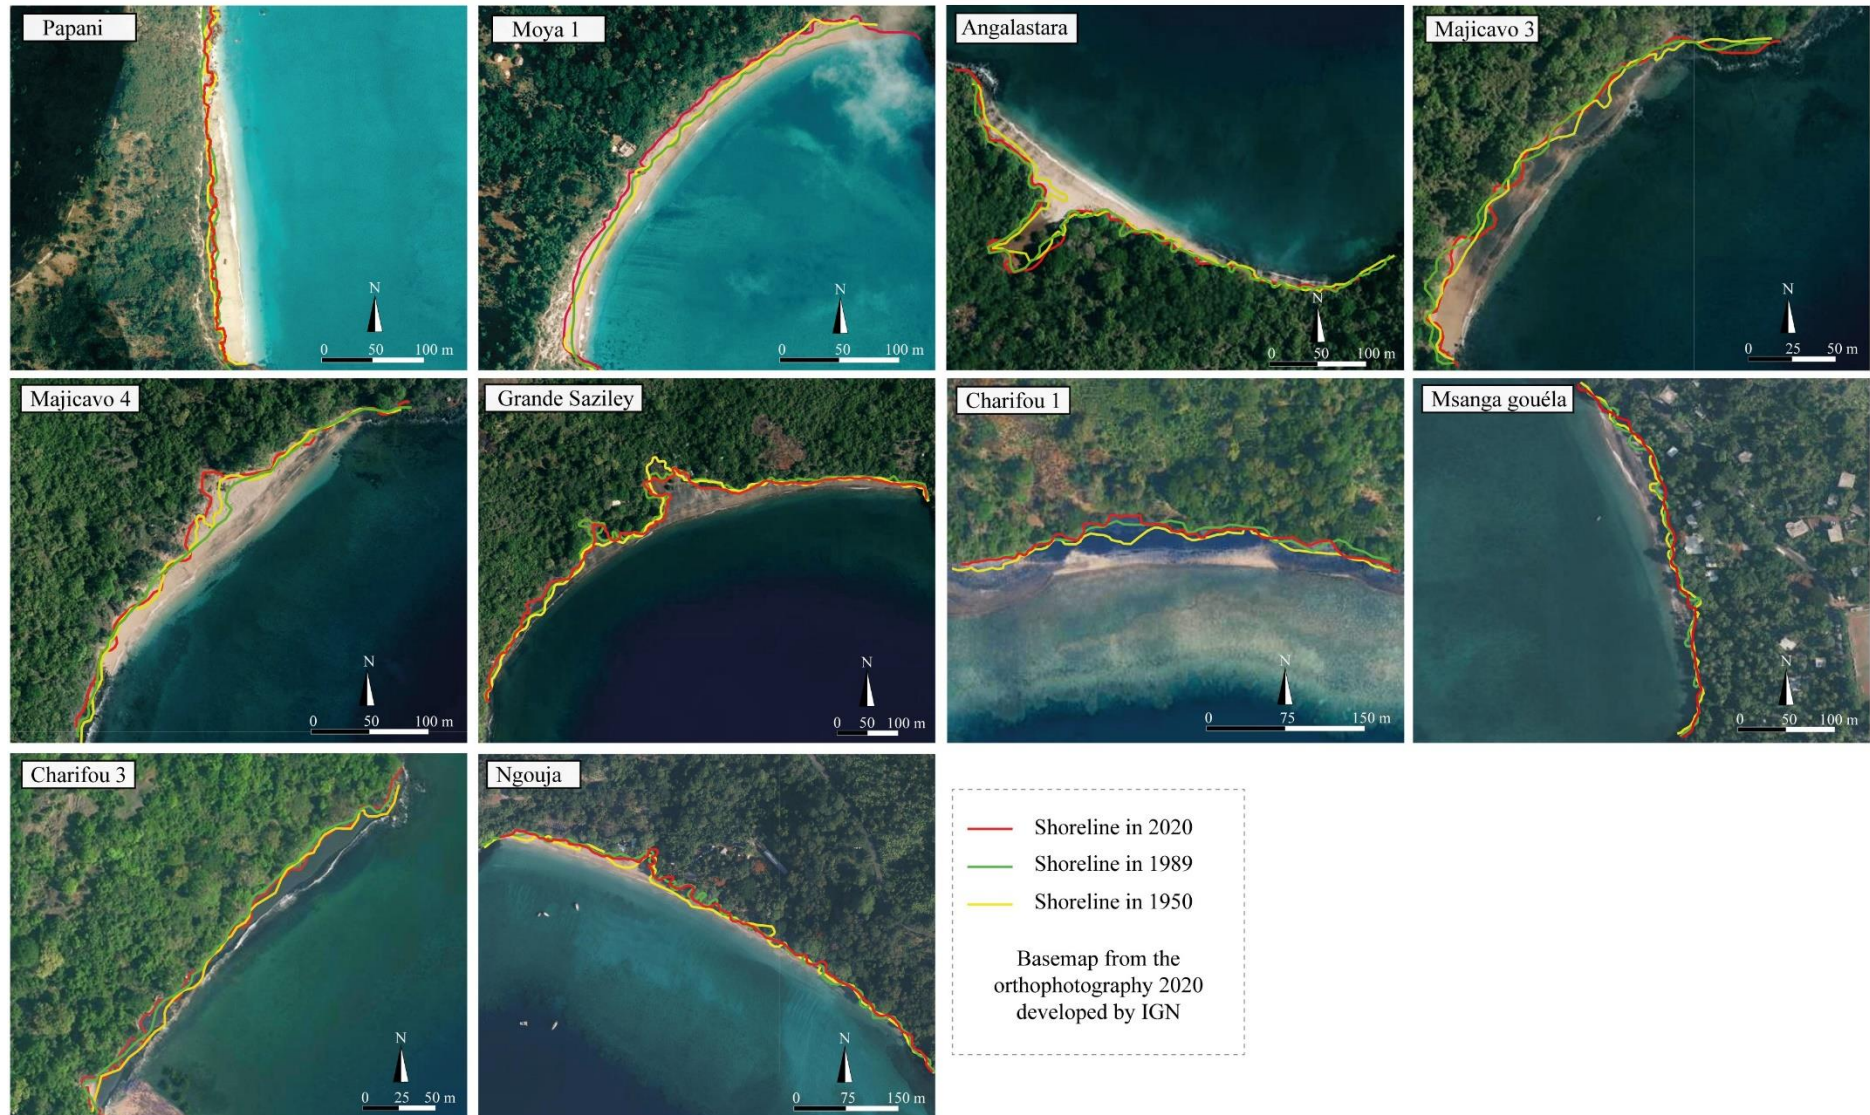 Papani
N
0 50 100 m
Moya 1
N
0 50 100 m
Angalastara
N
0 50 100 m
Majicavo 3
N
0 25 50 m
Majicavo 4
N
0 50 100 m
Grande Saziley
N
0 50 100 m
Charifou 1
N
0 75 150 m
Msanga gouéla
N
0 50 100 m
Charifou 3
N
0 25 50 m
Ngouja
N
0 75 150 m
Shoreline in 2020
Shoreline in 1989
Shoreline in 1950
Basemap from the
orthophotography 2020
developed by IGN